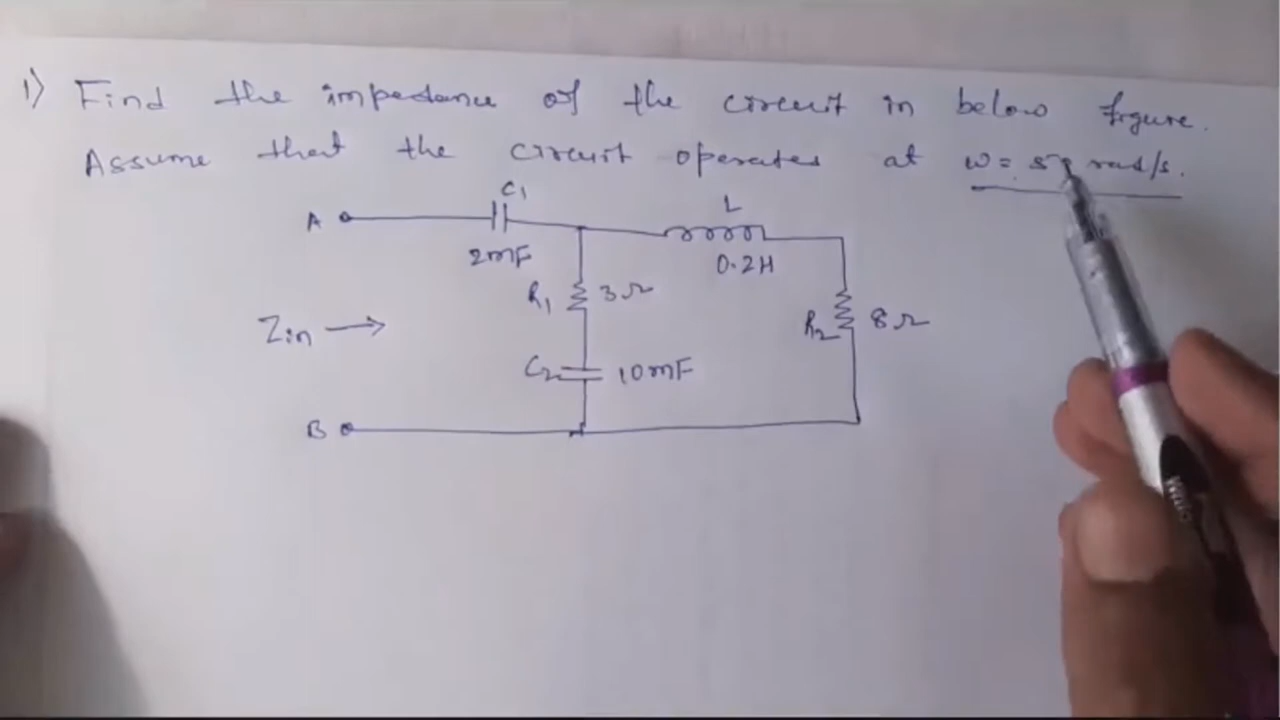 1) Find the impedance of the circuit in below figure.
Assume that the circuit operates at w = rad/s.
C1
L
A
2mF
0.2H
R1 3Ω
Zin →
R2 8Ω
C2 10mF
B